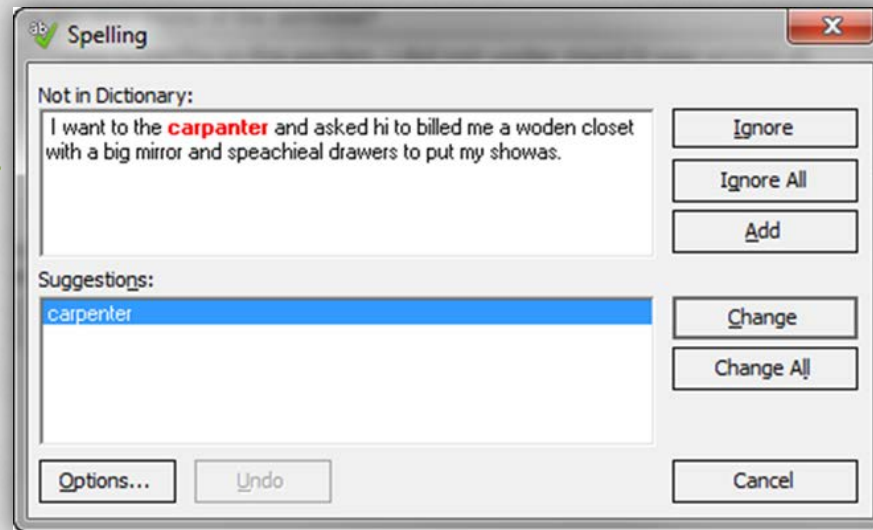 Spelling
Not in Dictionary:
I want to the carpanter and asked hi to billed me a woden closet
with a big mirror and speachieal drawers to put my showas.
Ignore
Ignore All
Add
Suggestions:
carpenter
Change
Change All
Options...
Undo
Cancel